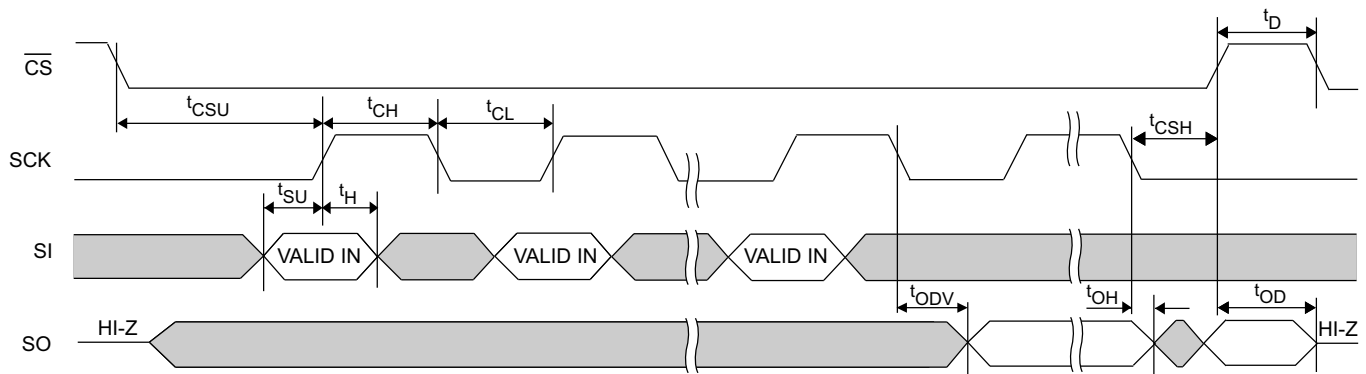 tD
CS
tCSU
tCH
tCL
tCSH
SCK
tSU
tH
SI
VALID IN
VALID IN
VALID IN
tODV
tOH
tOD
SO
HI-Z
HI-Z